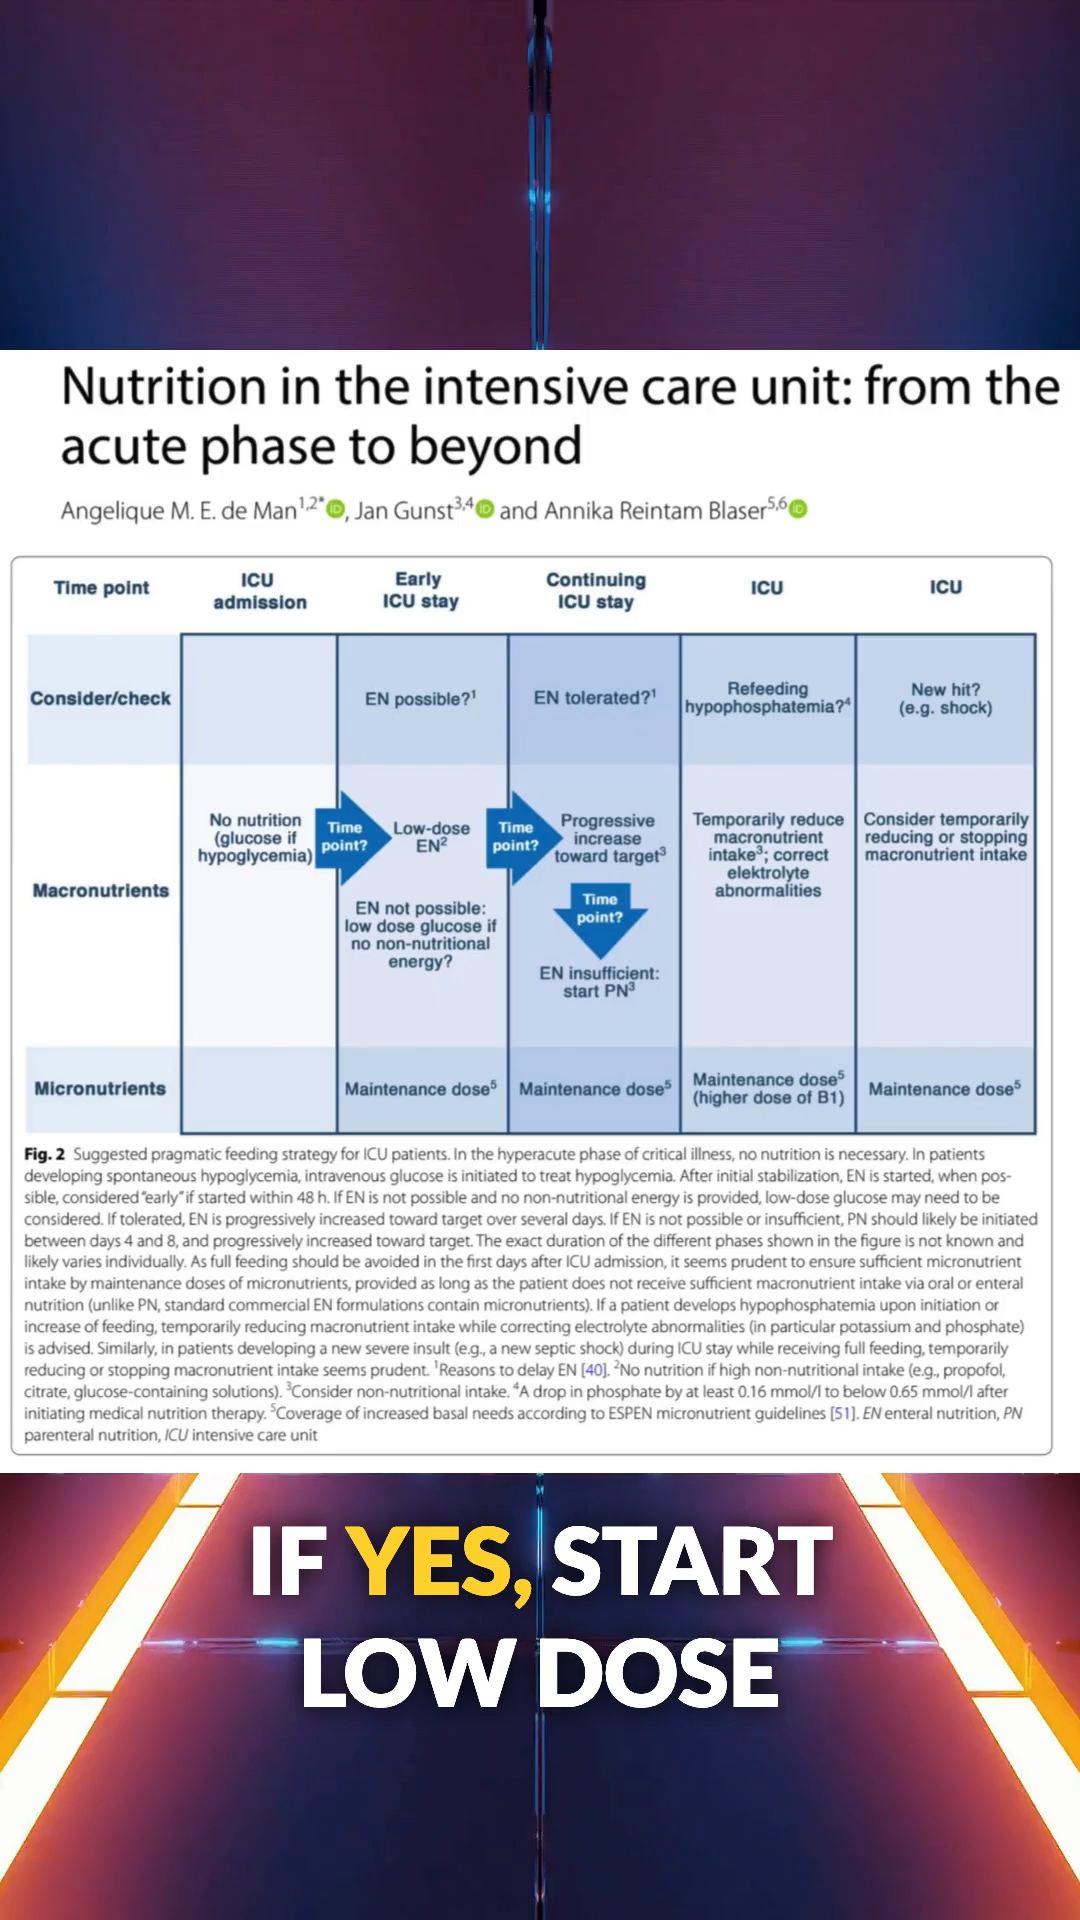 Nutrition in the intensive care unit: from the
acute phase to beyond
Angelique M. E. de Man1,2* iD, Jan Gunst3,4 iD and Annika Reintam Blaser5,6 iD
Time point
ICU
admission
Early
ICU stay
Continuing
ICU stay
ICU
ICU
Consider/check
EN possible?1
EN tolerated?1
Refeeding
hypophosphatemia?4
New hit?
(e.g. shock)
Macronutrients
No nutrition
(glucose if
hypoglycemia)
Time
point?
Low-dose
EN2
EN not possible:
low dose glucose if
no non-nutritional
energy?
Time
point?
Progressive
increase
toward target3
Time
point?
EN insufficient:
start PN3
Temporarily reduce
macronutrient
intake3; correct
elektrolyte
abnormalities
Consider temporarily
reducing or stopping
macronutrient intake
Micronutrients
Maintenance dose5
Maintenance dose5
Maintenance dose5
(higher dose of B1)
Maintenance dose5
Fig. 2 Suggested pragmatic feeding strategy for ICU patients. In the hyperacute phase of critical illness, no nutrition is necessary. In patients
developing spontaneous hypoglycemia, intravenous glucose is initiated to treat hypoglycemia. After initial stabilization, EN is started, when pos-
sible, considered "early" if started within 48 h. If EN is not possible and no non-nutritional energy is provided, low-dose glucose may need to be
considered. If tolerated, EN is progressively increased toward target over several days. If EN is not possible or insufficient, PN should likely be initiated
between days 4 and 8, and progressively increased toward target. The exact duration of the different phases shown in the figure is not known and
likely varies individually. As full feeding should be avoided in the first days after ICU admission, it seems prudent to ensure sufficient micronutrient
intake by maintenance doses of micronutrients, provided as long as the patient does not receive sufficient macronutrient intake via oral or enteral
nutrition (unlike PN, standard commercial EN formulations contain micronutrients). If a patient develops hypophosphatemia upon initiation or
increase of feeding, temporarily reducing macronutrient intake while correcting electrolyte abnormalities (in particular potassium and phosphate)
is advised. Similarly, in patients developing a new severe insult (e.g., a new septic shock) during ICU stay while receiving full feeding, temporarily
reducing or stopping macronutrient intake seems prudent. 1Reasons to delay EN [40]. 2No nutrition if high non-nutritional intake (e.g., propofol,
citrate, glucose-containing solutions). 3Consider non-nutritional intake. 4A drop in phosphate by at least 0.16 mmol/l to below 0.65 mmol/l after
initiating medical nutrition therapy. 5Coverage of increased basal needs according to ESPEN micronutrient guidelines [51]. EN enteral nutrition, PN
parenteral nutrition, ICU intensive care unit
IF YES, START
LOW DOSE